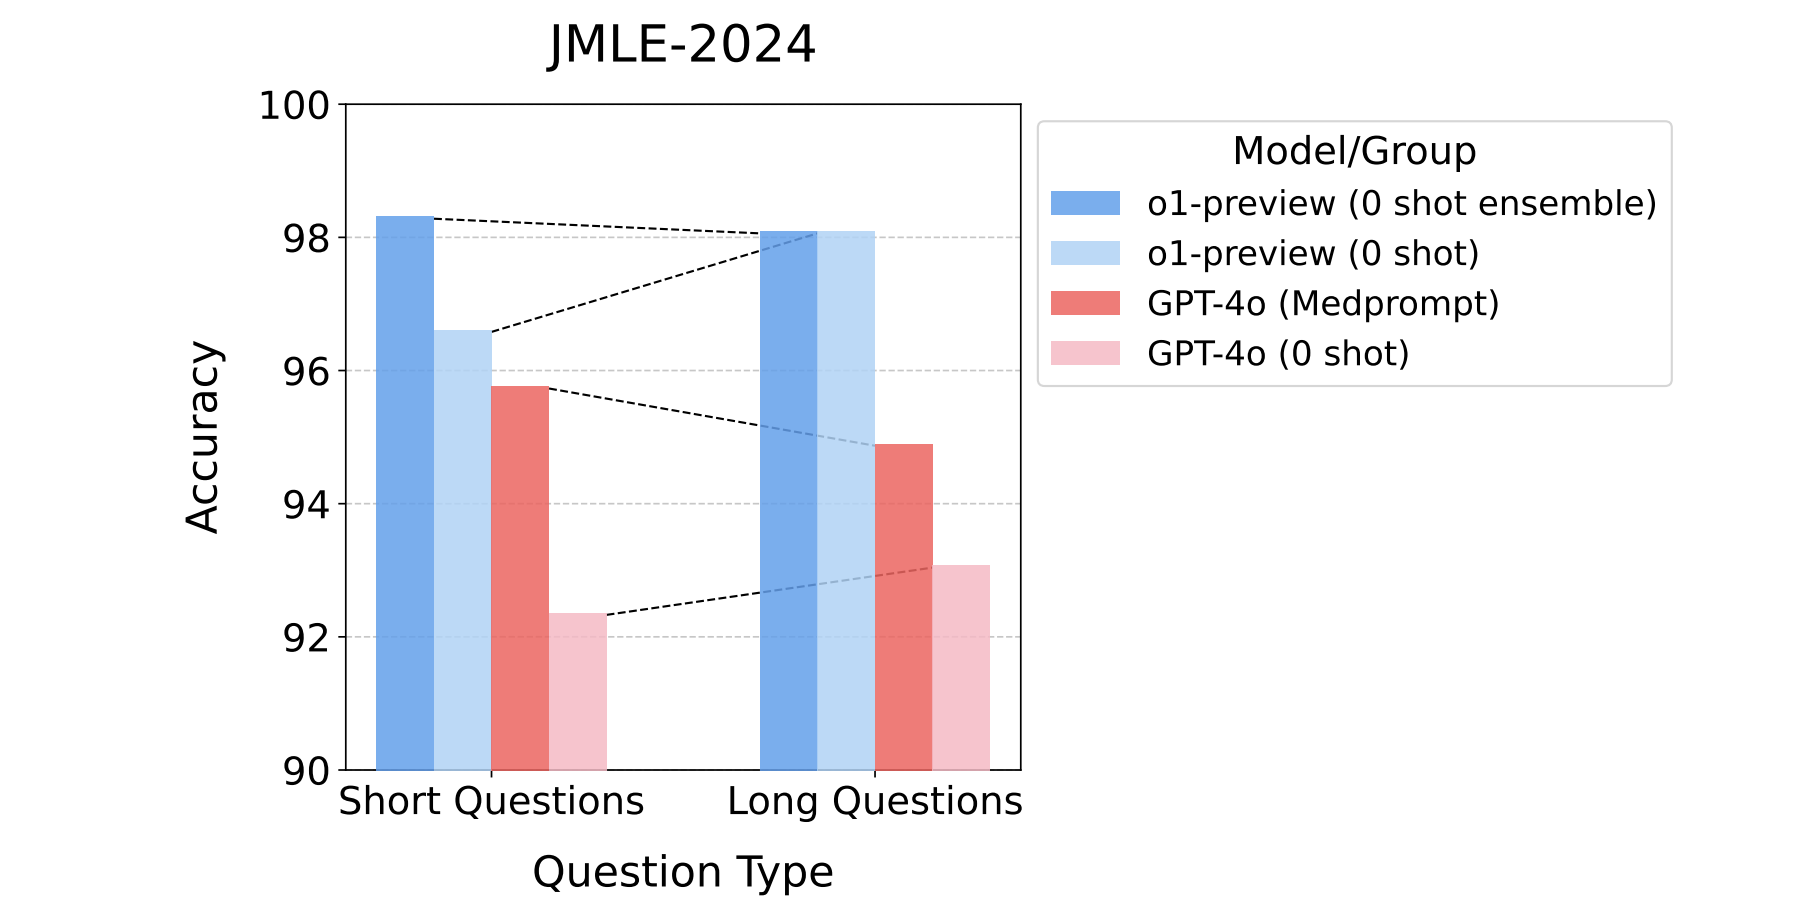 JMLE-2024
100
98
96
94
92
90
Accuracy
Short Questions
Long Questions
Question Type
Model/Group
o1-preview (0 shot ensemble)
o1-preview (0 shot)
GPT-4o (Medprompt)
GPT-4o (0 shot)